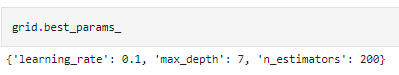 grid.best_params_
{'learning_rate': 0.1, 'max_depth': 7, 'n_estimators': 200}